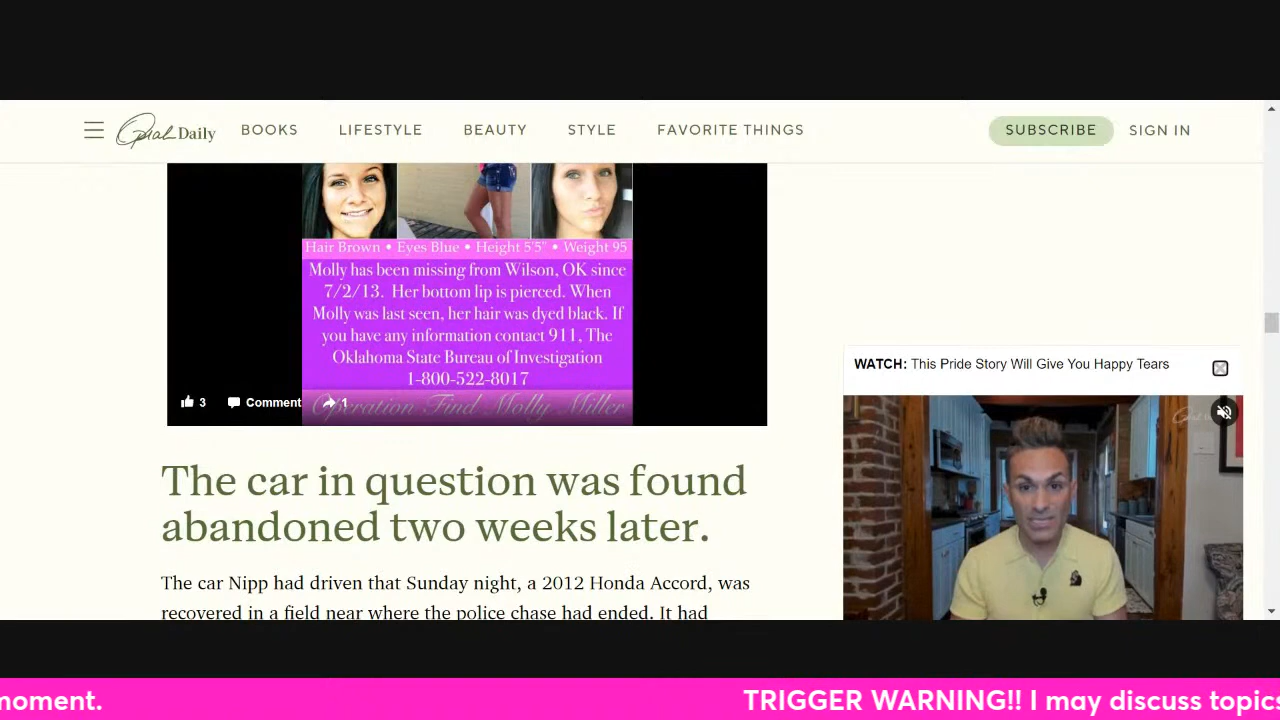 Oprah Daily
BOOKS
LIFESTYLE
BEAUTY
STYLE
FAVORITE THINGS
SUBSCRIBE
SIGN IN
Hair Brown • Eyes Blue • Height 5'5" • Weight 95
Molly has been missing from Wilson, OK since
7/2/13. Her bottom lip is pierced. When
Molly was last seen, her hair was dyed black. If
you have any information contact 911, The
Oklahoma State Bureau of Investigation
1-800-522-8017
Operation Find Molly Miller
3
Comment
1
The car in question was found
abandoned two weeks later.
The car Nipp had driven that Sunday night, a 2012 Honda Accord, was
recovered in a field near where the police chase had ended. It had
WATCH: This Pride Story Will Give You Happy Tears
moment.
TRIGGER WARNING!! I may discuss topics